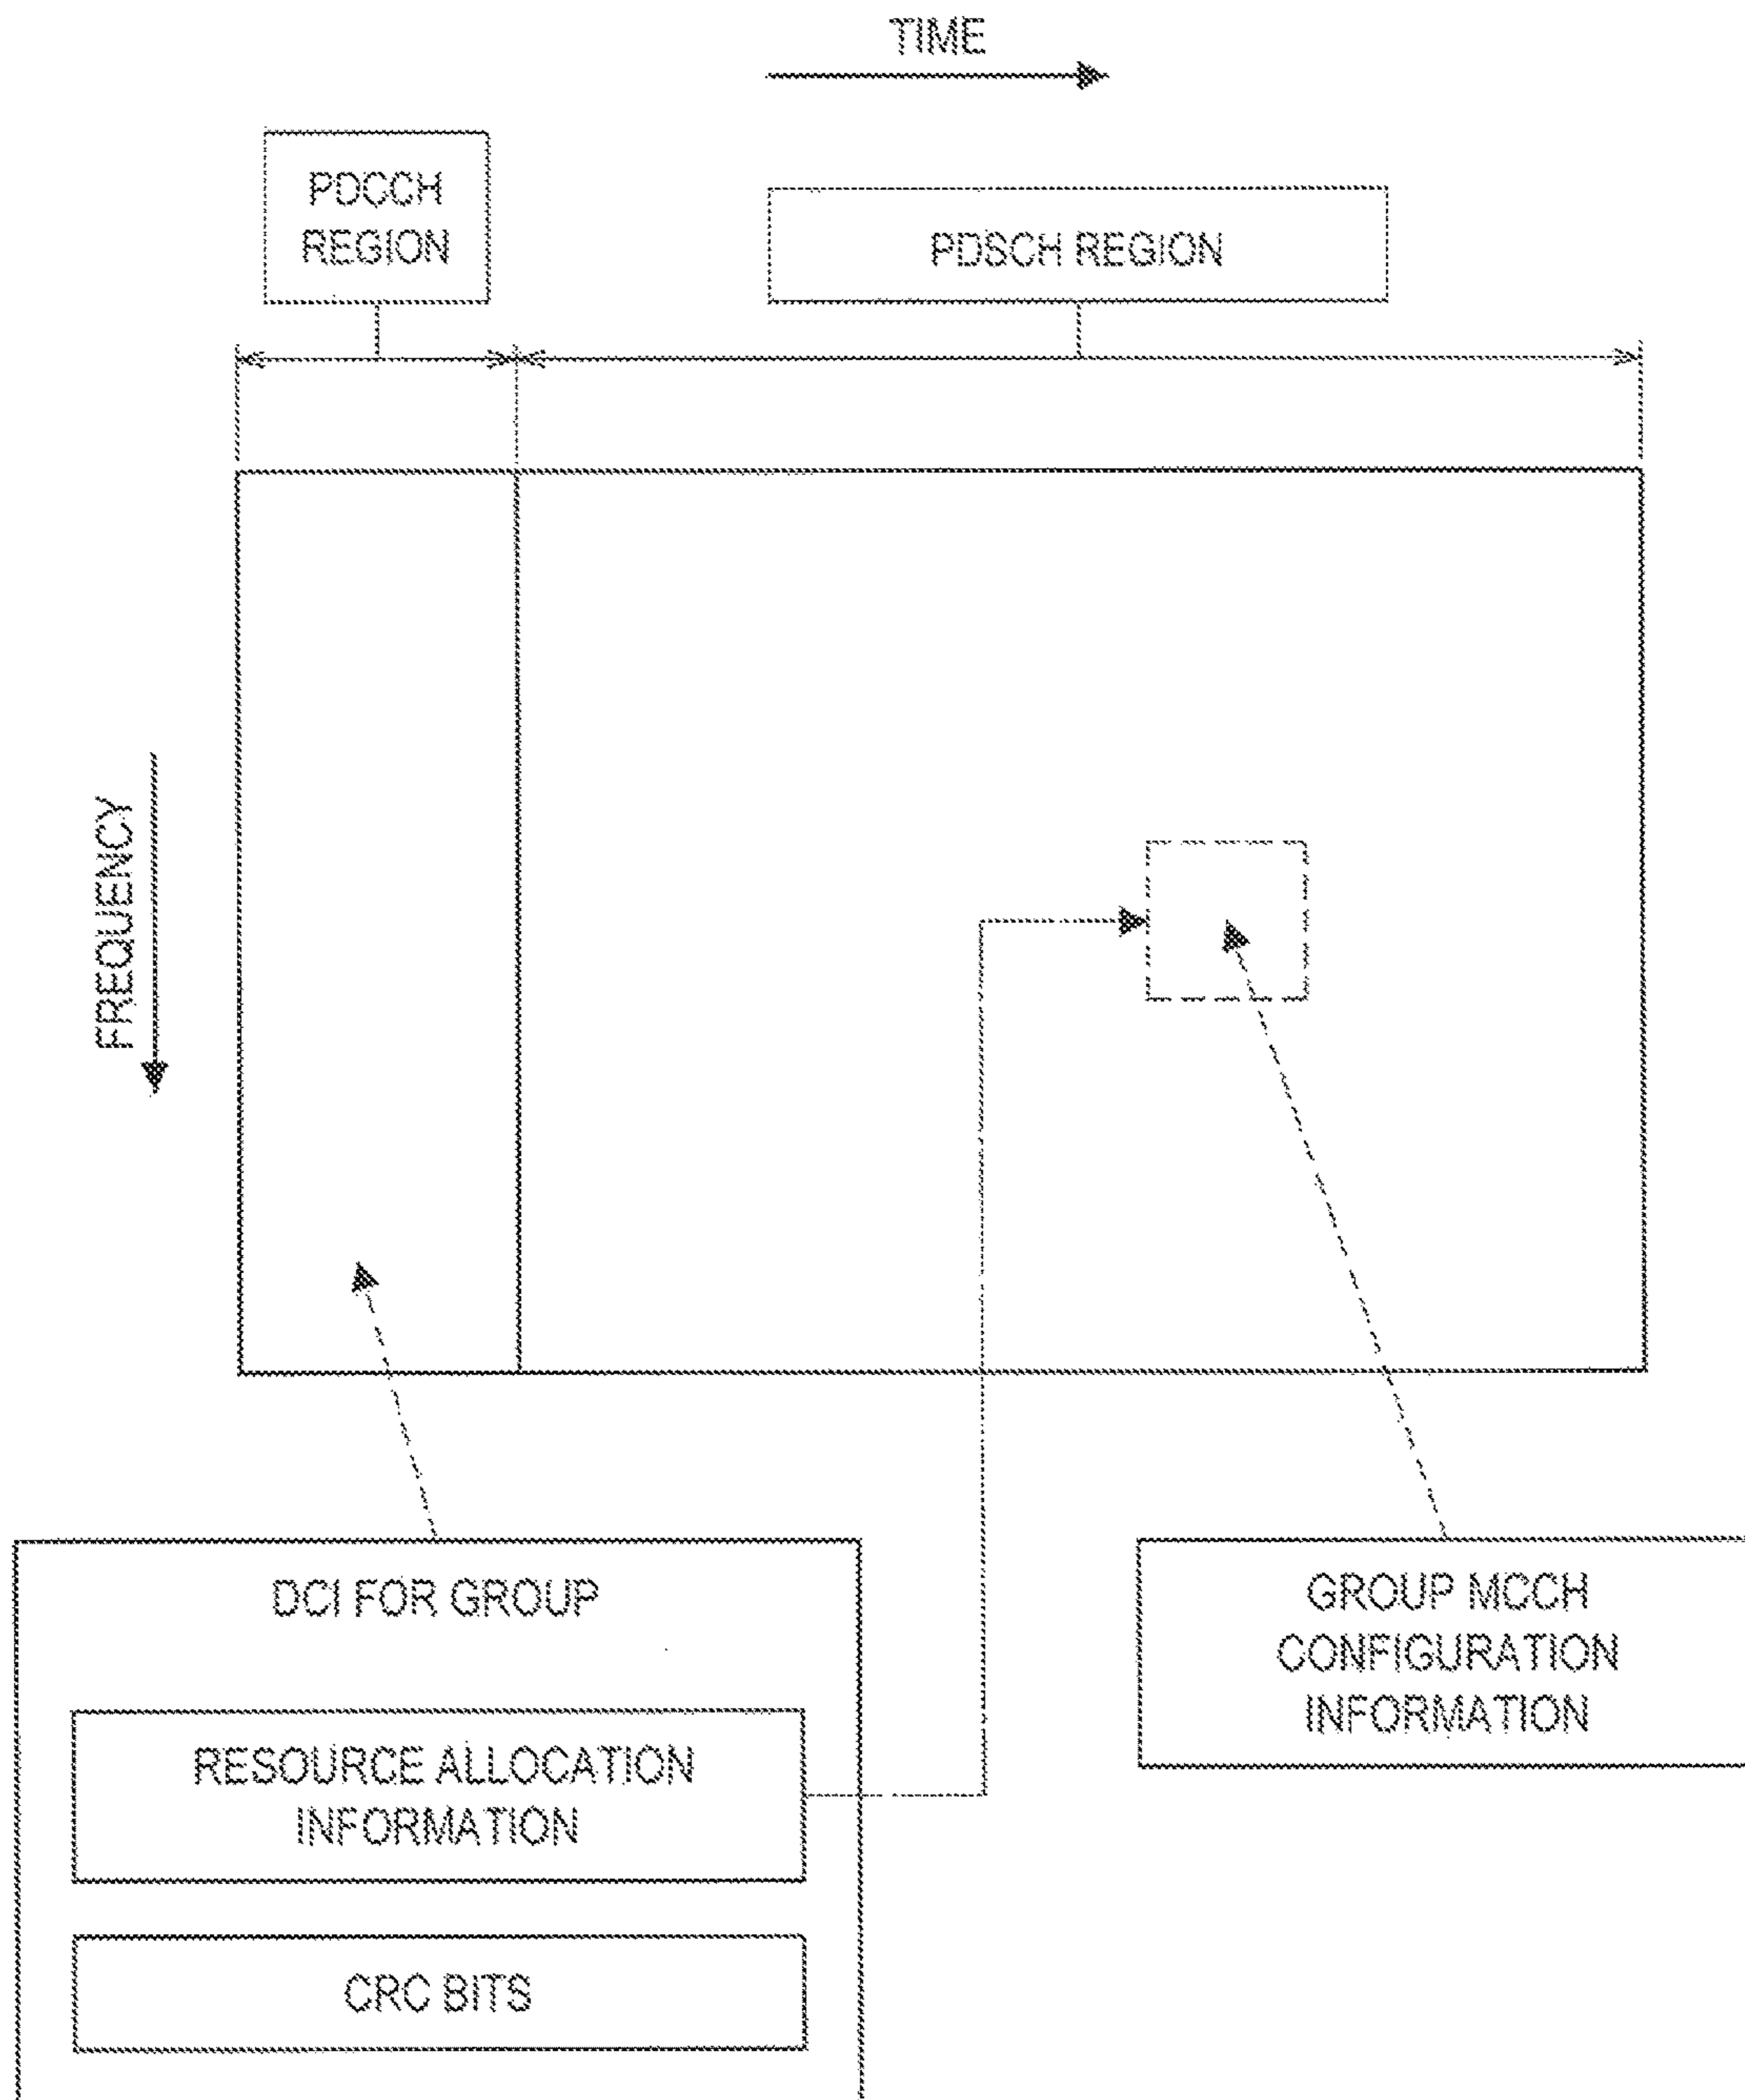 TIME
PDCCH
REGION
PDSCH REGION
FREQUENCY
DCI FOR GROUP
RESOURCE ALLOCATION
INFORMATION
CRC BITS
GROUP MCCH
CONFIGURATION
INFORMATION